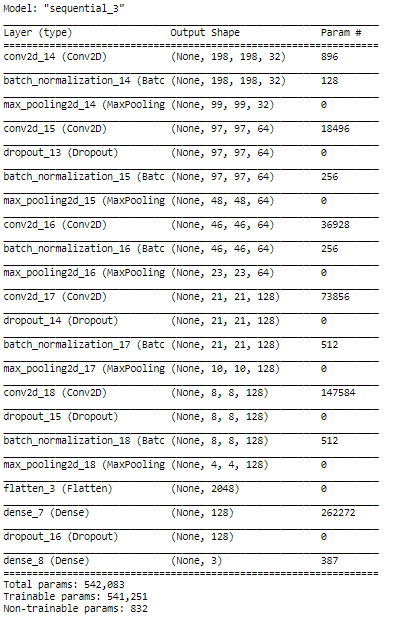 Model: "sequential_3"
Layer (type) Output Shape Param #
conv2d_14 (Conv2D) (None, 198, 198, 32) 896
batch_normalization_14 (Batc (None, 198, 198, 32) 128
max_pooling2d_14 (MaxPooling (None, 99, 99, 32) 0
conv2d_15 (Conv2D) (None, 97, 97, 64) 18496
dropout_13 (Dropout) (None, 97, 97, 64) 0
batch_normalization_15 (Batc (None, 97, 97, 64) 256
max_pooling2d_15 (MaxPooling (None, 48, 48, 64) 0
conv2d_16 (Conv2D) (None, 46, 46, 64) 36928
batch_normalization_16 (Batc (None, 46, 46, 64) 256
max_pooling2d_16 (MaxPooling (None, 23, 23, 64) 0
conv2d_17 (Conv2D) (None, 21, 21, 128) 73856
dropout_14 (Dropout) (None, 21, 21, 128) 0
batch_normalization_17 (Batc (None, 21, 21, 128) 512
max_pooling2d_17 (MaxPooling (None, 10, 10, 128) 0
conv2d_18 (Conv2D) (None, 8, 8, 128) 147584
dropout_15 (Dropout) (None, 8, 8, 128) 0
batch_normalization_18 (Batc (None, 8, 8, 128) 512
max_pooling2d_18 (MaxPooling (None, 4, 4, 128) 0
flatten_3 (Flatten) (None, 2048) 0
dense_7 (Dense) (None, 128) 262272
dropout_16 (Dropout) (None, 128) 0
dense_8 (Dense) (None, 3) 387
Total params: 542,083
Trainable params: 541,251
Non-trainable params: 832